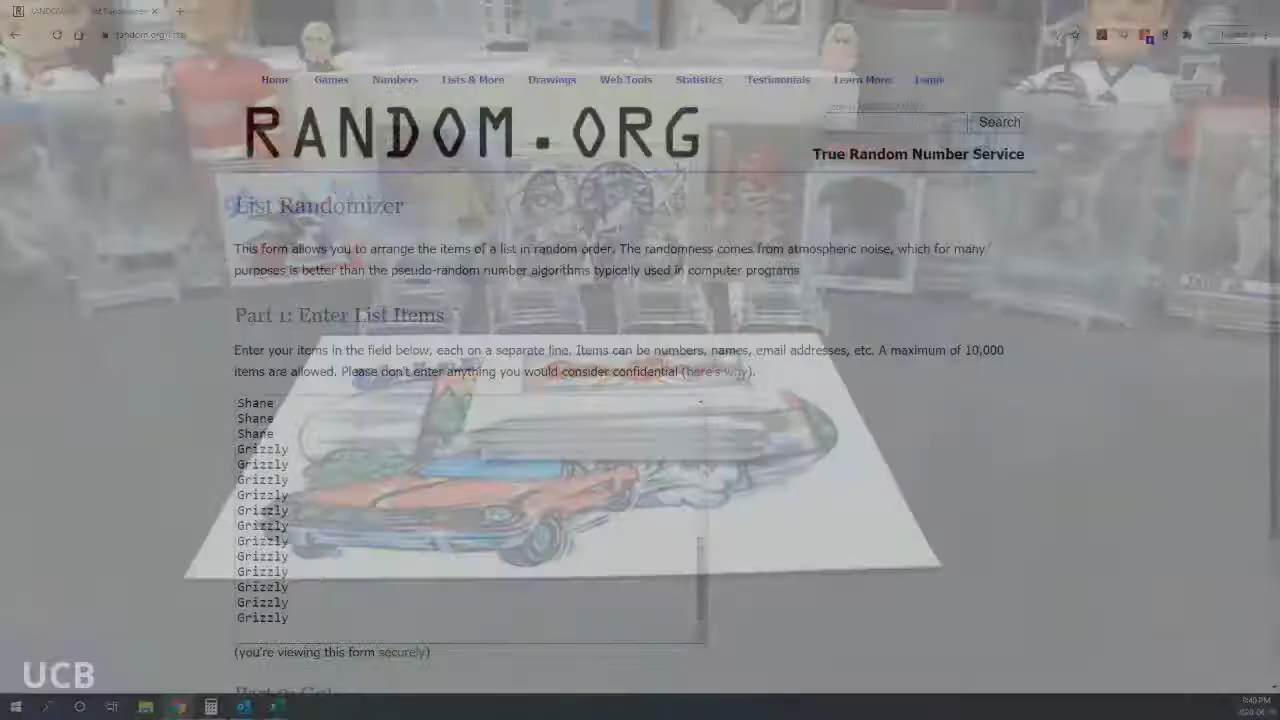 random.org/lists
Home Games Numbers Lists & More Drawings Web Tools Statistics Testimonials Learn More Login
RANDOM.ORG
Search
True Random Number Service
List Randomizer
This form allows you to arrange the items of a list in random order. The randomness comes from atmospheric noise, which for many
purposes is better than the pseudo-random number algorithms typically used in computer programs
Part 1: Enter List Items
Enter your items in the field below, each on a separate line. Items can be numbers, names, email addresses, etc. A maximum of 10,000
items are allowed. Please don't enter anything you would consider confidential (here's why).
Shane
Shane
Shane
Grizzly
Grizzly
Grizzly
Grizzly
Grizzly
Grizzly
Grizzly
Grizzly
Grizzly
Grizzly
Grizzly
Grizzly
(you're viewing this form securely)
UCB
9:40 PM